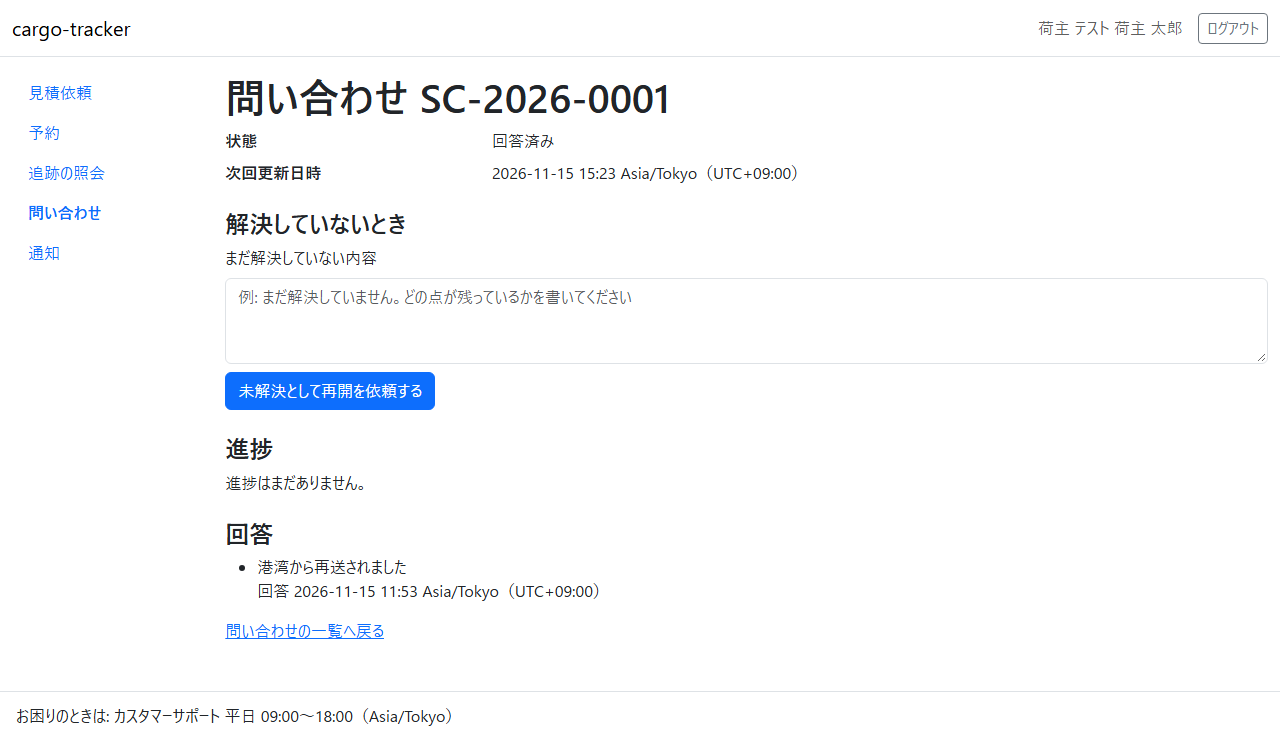 cargo-tracker
荷主 テスト 荷主 太郎
ログアウト
見積依頼
予約
追跡の照会
問い合わせ
通知
問い合わせ SC-2026-0001
状態 回答済み
次回更新日時 2026-11-15 15:23 Asia/Tokyo（UTC+09:00）
解決していないとき
まだ解決していない内容
例: まだ解決していません。どの点が残っているかを書いてください
未解決として再開を依頼する
進捗
進捗はまだありません。
回答
港湾から再送されました
回答 2026-11-15 11:53 Asia/Tokyo（UTC+09:00）
問い合わせの一覧へ戻る
お困りのときは: カスタマーサポート 平日 09:00〜18:00（Asia/Tokyo）